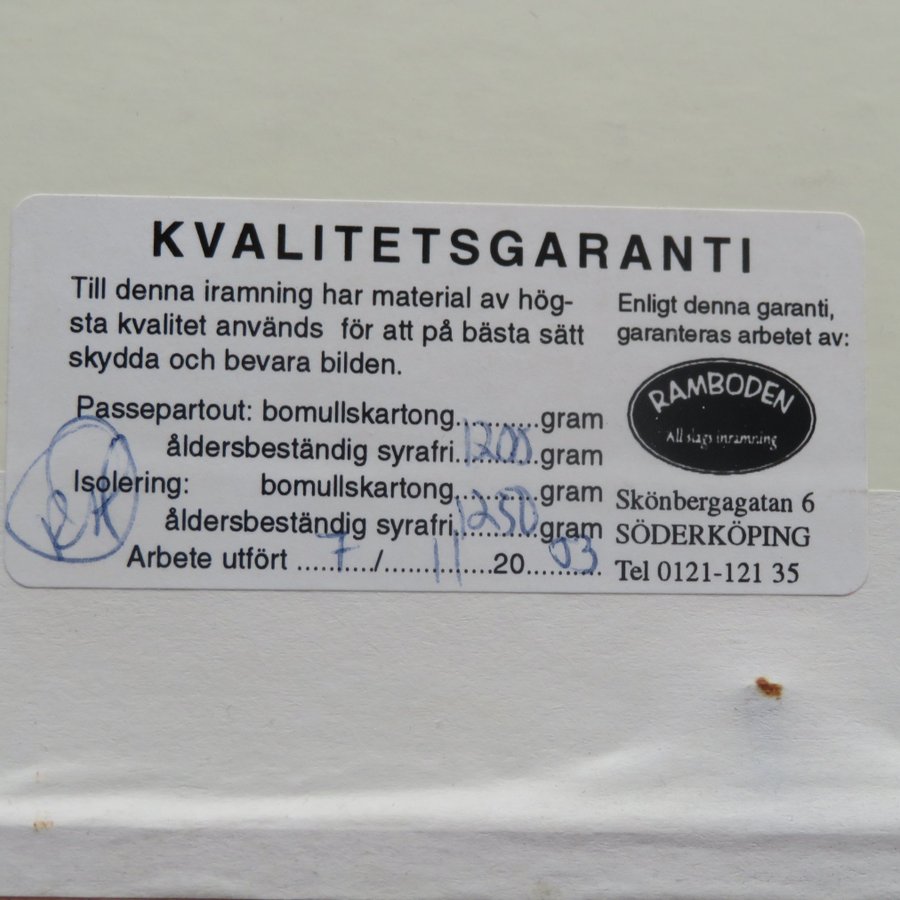 KVALITETSGARANTI
Till denna iramning har material av hög-
sta kvalitet används för att på bästa sätt
skydda och bevara bilden.
Passepartout: bomullskartong............gram
åldersbeständig syrafri....1200....gram
Isolering: bomullskartong............gram
åldersbeständig syrafri....1250....gram
Arbete utfört .....7..../......11.......20....03....
Enligt denna garanti,
garanteras arbetet av:
RAMBODEN
All slags inramning
Skönbergagatan 6
SÖDERKÖPING
Tel 0121-121 35